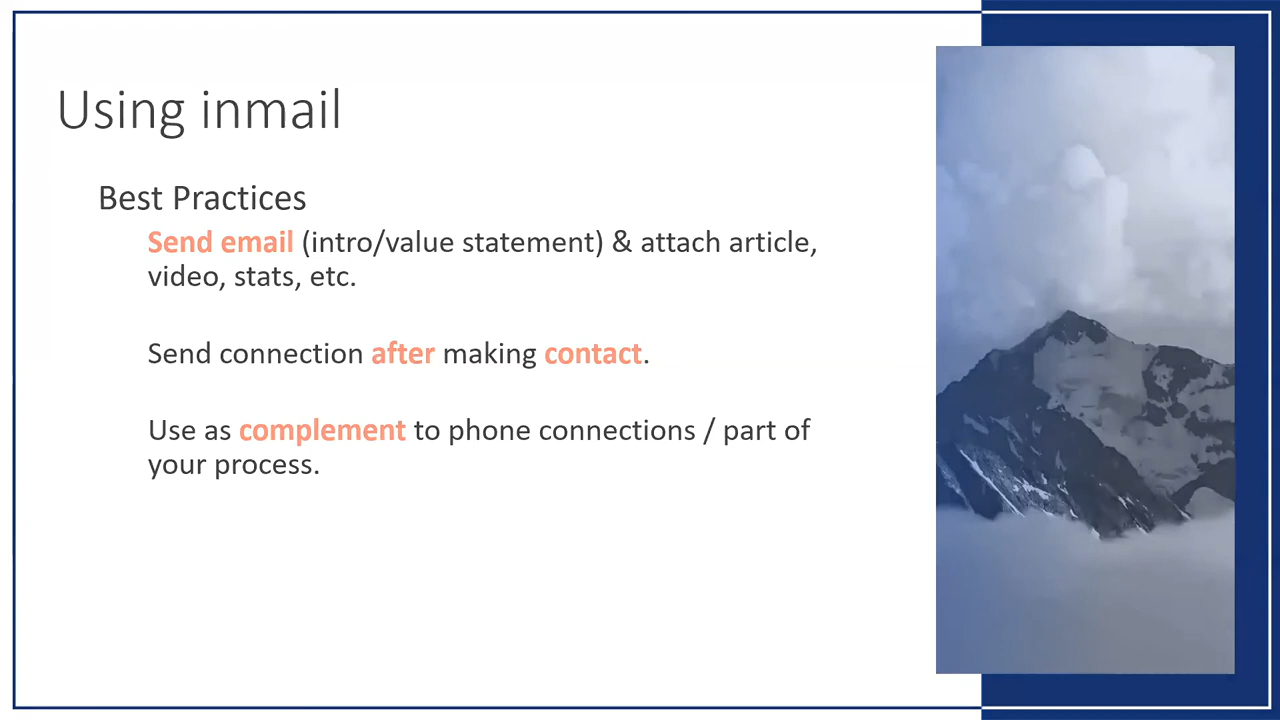 Using inmail
Best Practices
Send email (intro/value statement) & attach article,
video, stats, etc.
Send connection after making contact.
Use as complement to phone connections / part of
your process.